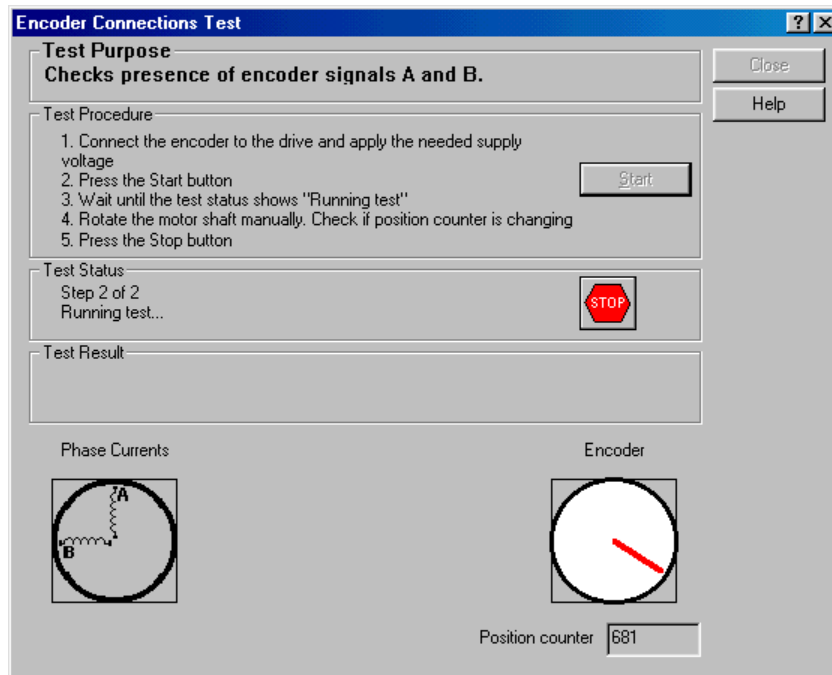 Encoder Connections Test
Test Purpose
Checks presence of encoder signals A and B.
Close
Help
Test Procedure
1. Connect the encoder to the drive and apply the needed supply
voltage
2. Press the Start button
3. Wait until the test status shows "Running test"
4. Rotate the motor shaft manually. Check if position counter is changing
5. Press the Stop button
Start
Test Status
Step 2 of 2
Running test...
STOP
Test Result
Phase Currents
Encoder
A
B
Position counter 681